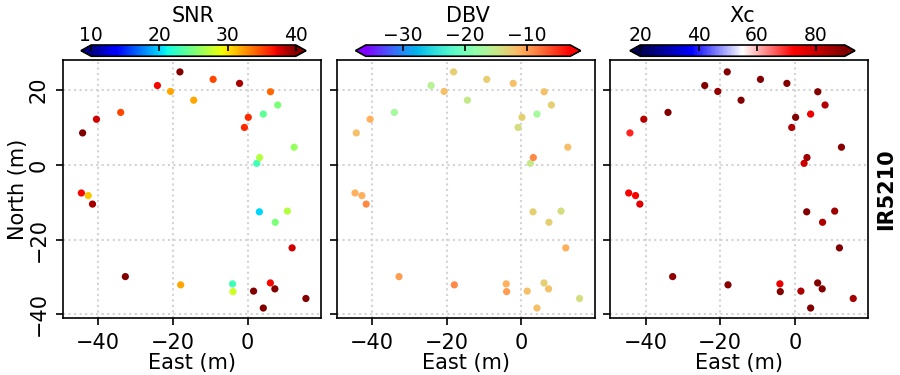 SNR DBV Xc
10 20 30 40 −30 −20 −10 20 40 60 80
North (m)
20
0
−20
−40
−40 −20 0 −40 −20 0 −40 −20 0
East (m) East (m) East (m)
IR5210